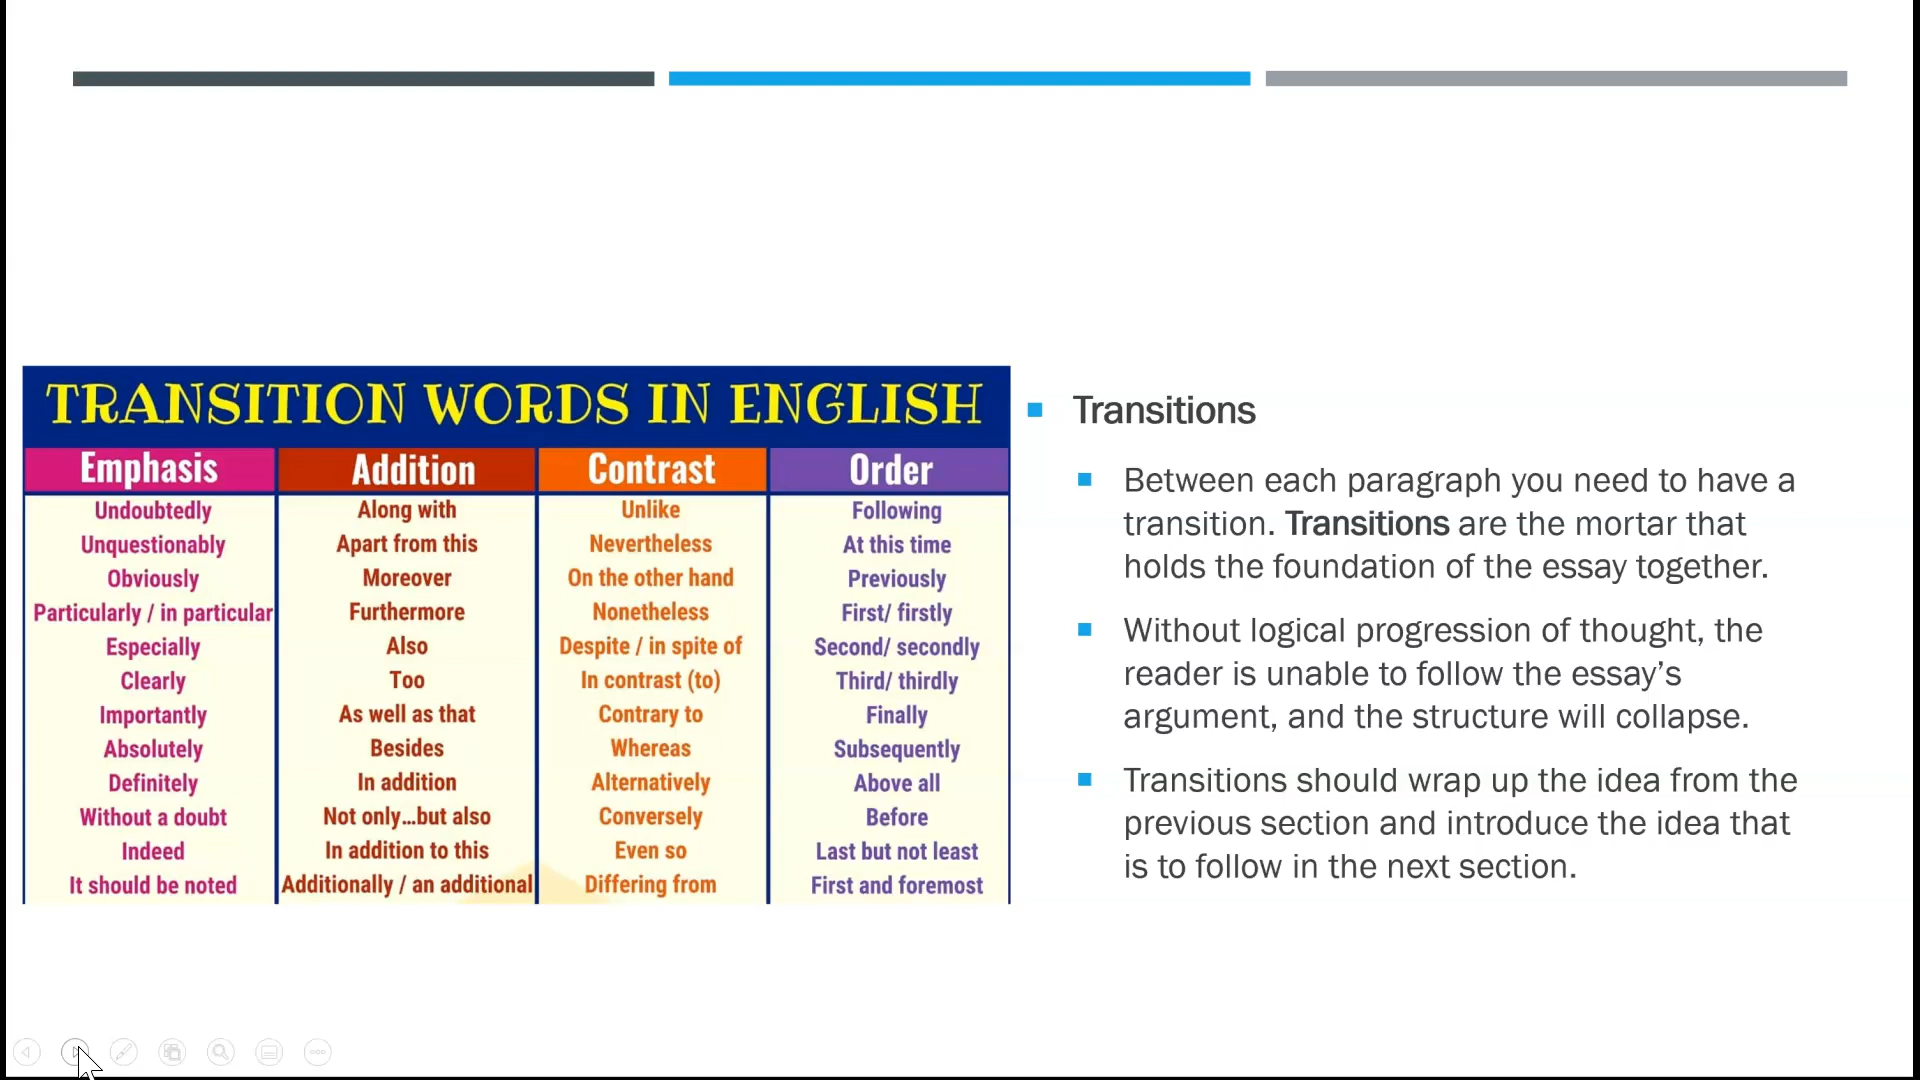 TRANSITION WORDS IN ENGLISH
Emphasis Addition Contrast Order
Undoubtedly Along with Unlike Following
Unquestionably Apart from this Nevertheless At this time
Obviously Moreover On the other hand Previously
Particularly / in particular Furthermore Nonetheless First/ firstly
Especially Also Despite / in spite of Second/ secondly
Clearly Too In contrast (to) Third/ thirdly
Importantly As well as that Contrary to Finally
Absolutely Besides Whereas Subsequently
Definitely In addition Alternatively Above all
Without a doubt Not only...but also Conversely Before
Indeed In addition to this Even so Last but not least
It should be noted Additionally / an additional Differing from First and foremost
Transitions
Between each paragraph you need to have a
transition. Transitions are the mortar that
holds the foundation of the essay together.
Without logical progression of thought, the
reader is unable to follow the essay’s
argument, and the structure will collapse.
Transitions should wrap up the idea from the
previous section and introduce the idea that
is to follow in the next section.